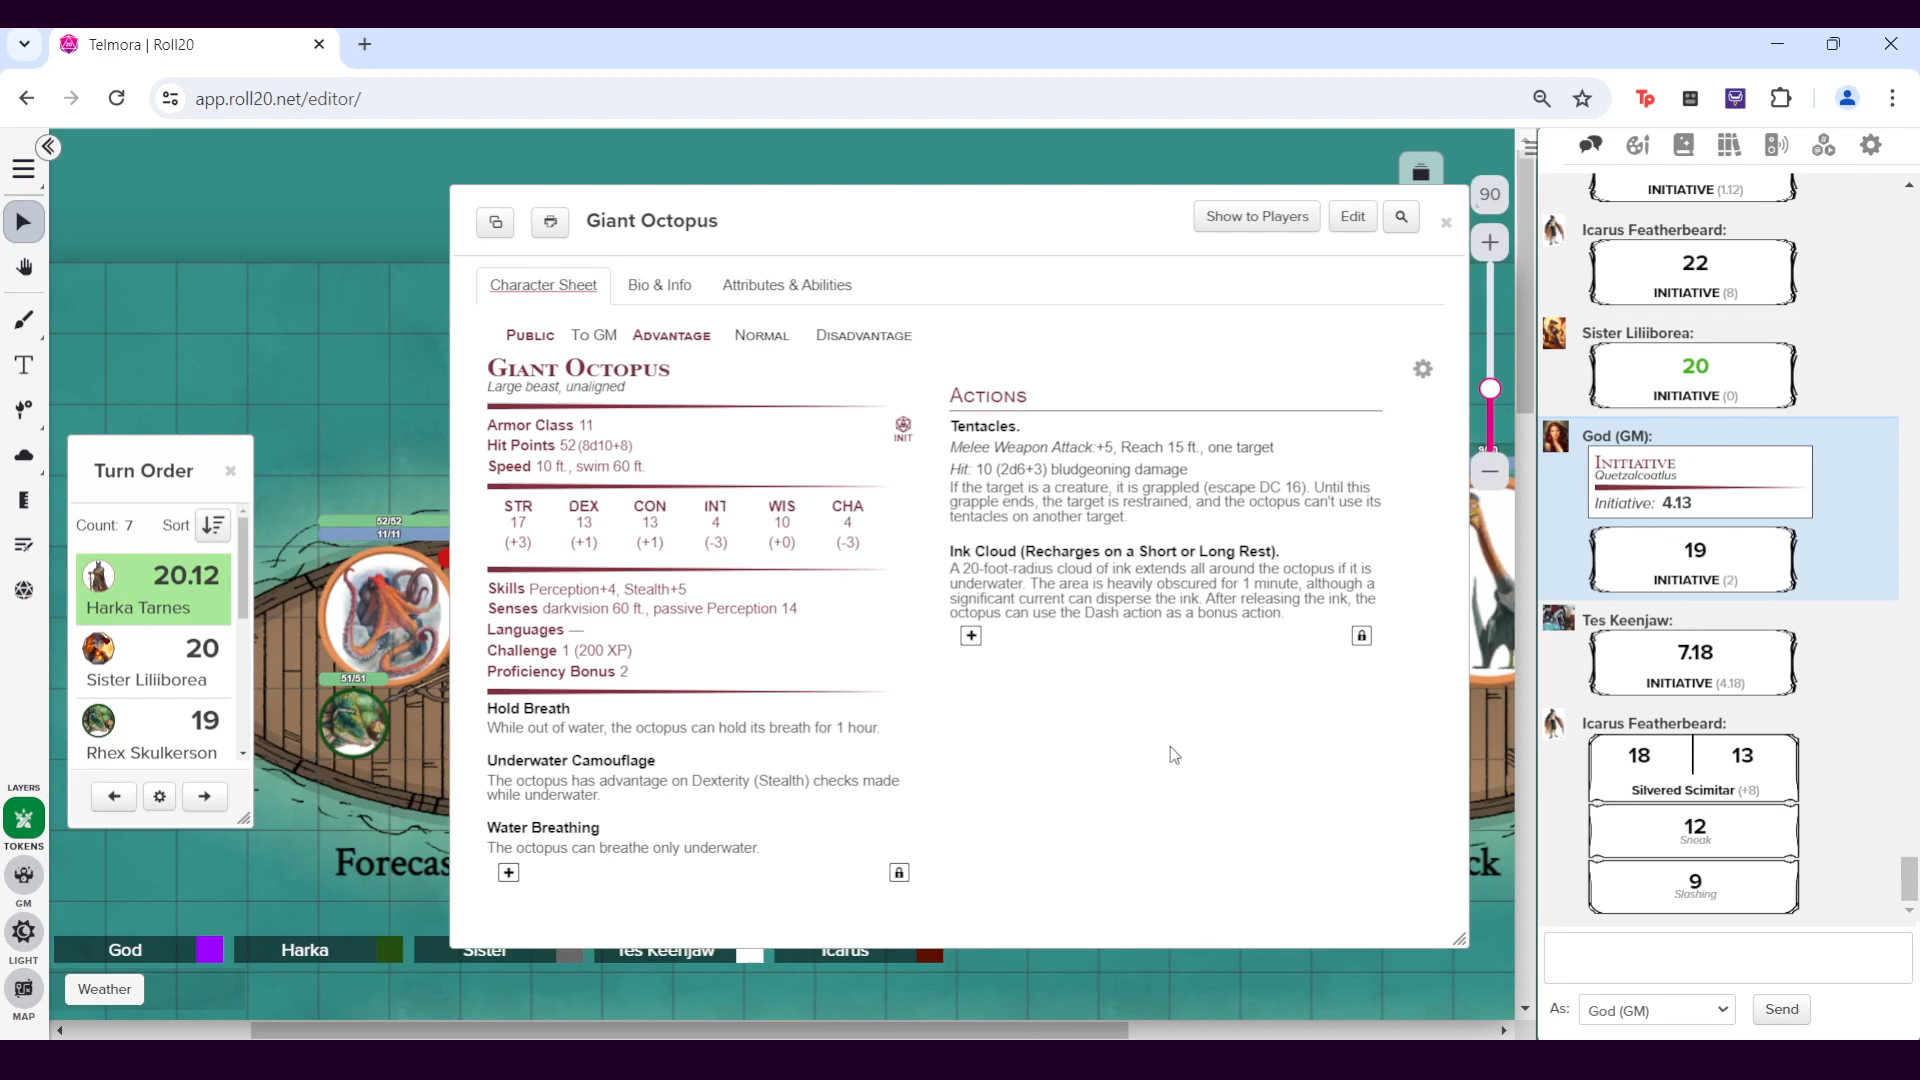 Telmora | Roll20
app.roll20.net/editor/
90
Giant Octopus
Show to Players
Edit
Character Sheet
Bio & Info
Attributes & Abilities
PUBLIC To GM ADVANTAGE NORMAL DISADVANTAGE
GIANT OCTOPUS
Large beast, unaligned
Armor Class 11
INIT
Hit Points 52 (8d10+8)
Speed 10 ft., swim 60 ft.
STR DEX CON INT WIS CHA
17 13 13 4 10 4
(+3) (+1) (+1) (-3) (+0) (-3)
Skills Perception+4, Stealth+5
Senses darkvision 60 ft., passive Perception 14
Languages —
Challenge 1 (200 XP)
Proficiency Bonus 2
Hold Breath
While out of water, the octopus can hold its breath for 1 hour.
Underwater Camouflage
The octopus has advantage on Dexterity (Stealth) checks made
while underwater.
Water Breathing
The octopus can breathe only underwater.
ACTIONS
Tentacles.
Melee Weapon Attack:+5, Reach 15 ft., one target
Hit: 10 (2d6+3) bludgeoning damage
If the target is a creature, it is grappled (escape DC 16). Until this
grapple ends, the target is restrained, and the octopus can't use its
tentacles on another target.
Ink Cloud (Recharges on a Short or Long Rest).
A 20-foot-radius cloud of ink extends all around the octopus if it is
underwater. The area is heavily obscured for 1 minute, although a
significant current can disperse the ink. After releasing the ink, the
octopus can use the Dash action as a bonus action.
Turn Order
Count: 7 Sort
20.12
Harka Tarnes
20
Sister Liliiborea
19
Rhex Skulkerson
52/52
11/11
51/51
Forecas
ck
LAYERS
TOKENS
GM
LIGHT
MAP
God
Harka
Sister
Tes Keenjaw
Icarus
Weather
INITIATIVE (1.12)
Icarus Featherbeard:
22
INITIATIVE (8)
Sister Liliiborea:
20
INITIATIVE (0)
God (GM):
INITIATIVE
Quetzalcoatlus
Initiative: 4.13
19
INITIATIVE (2)
Tes Keenjaw:
7.18
INITIATIVE (4.18)
Icarus Featherbeard:
18 13
Silvered Scimitar (+8)
12
Sneak
9
Slashing
As: God (GM)
Send